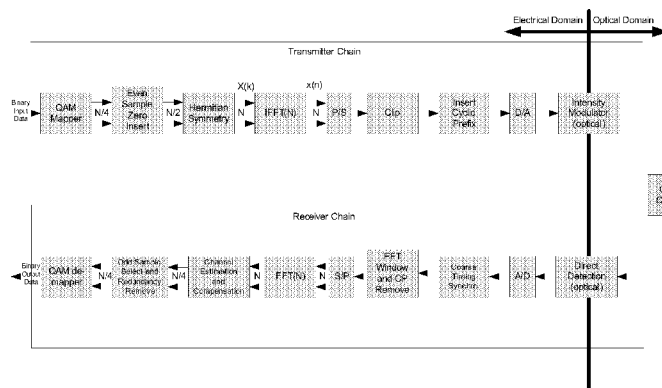 Electrical Domain
Optical Domain
Transmitter Chain
Binary
Input
Data
QAM
Mapper
N/4
Even
Sample
Zero
Insert
N/2
Hermitian
Symmetry
X(k)
N
IFFT(N)
x(n)
N
P/S
Clip
Insert
Cyclic
Prefix
D/A
Intensity
Modulator
(optical)
Receiver Chain
Binary
Output
Data
QAM de-
mapper
N/4
Odd Sample
Select and
Redundancy
Remove
N/4
Channel
Estimation
and
Compensation
N
FFT(N)
N
S/P
FFT
Window
and CP
Remove
Coarse
Timing
Synchro.
A/D
Direct
Detection
(optical)